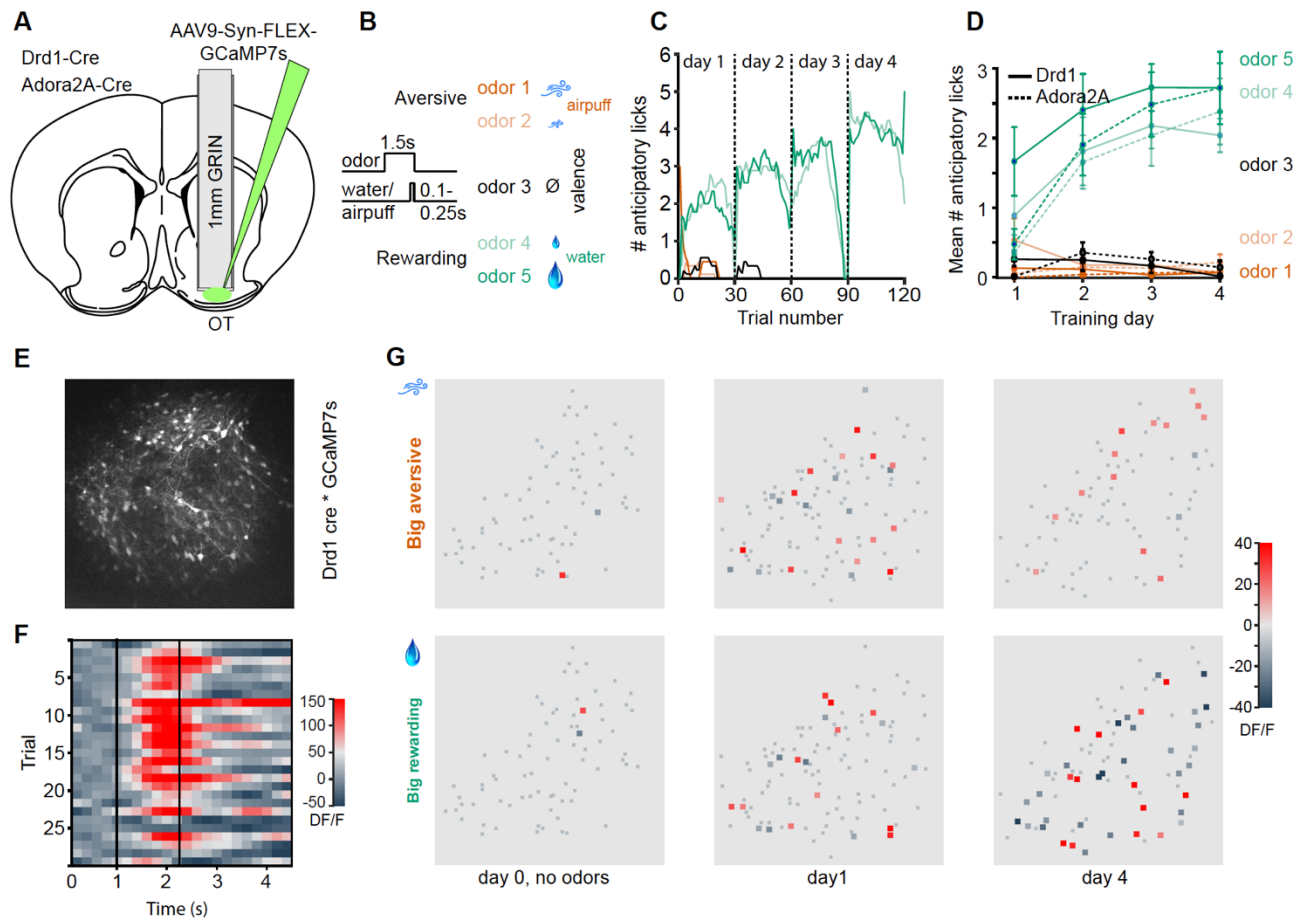 A
Drd1-Cre
Adora2A-Cre
AAV9-Syn-FLEX-
GCaMP7s
1mm GRIN
OT
B
Aversive
odor 1
airpuff
odor 2
1.5s
odor
water/
airpuff
0.1-
0.25s
odor 3
Ø
valence
Rewarding
odor 4
water
odor 5
C
# anticipatory licks
6
5
4
3
2
1
0
day 1
day 2
day 3
day 4
0
30
60
90
120
Trial number
D
Mean # anticipatory licks
3
2
1
0
Drd1
Adora2A
1
2
3
4
Training day
odor 5
odor 4
odor 3
odor 2
odor 1
E
Drd1 cre * GCaMP7s
F
Trial
5
10
15
20
25
0
1
2
3
4
Time (s)
150
100
50
0
-50
DF/F
G
Big aversive
Big rewarding
day 0, no odors
day1
day 4
40
20
0
-20
-40
DF/F